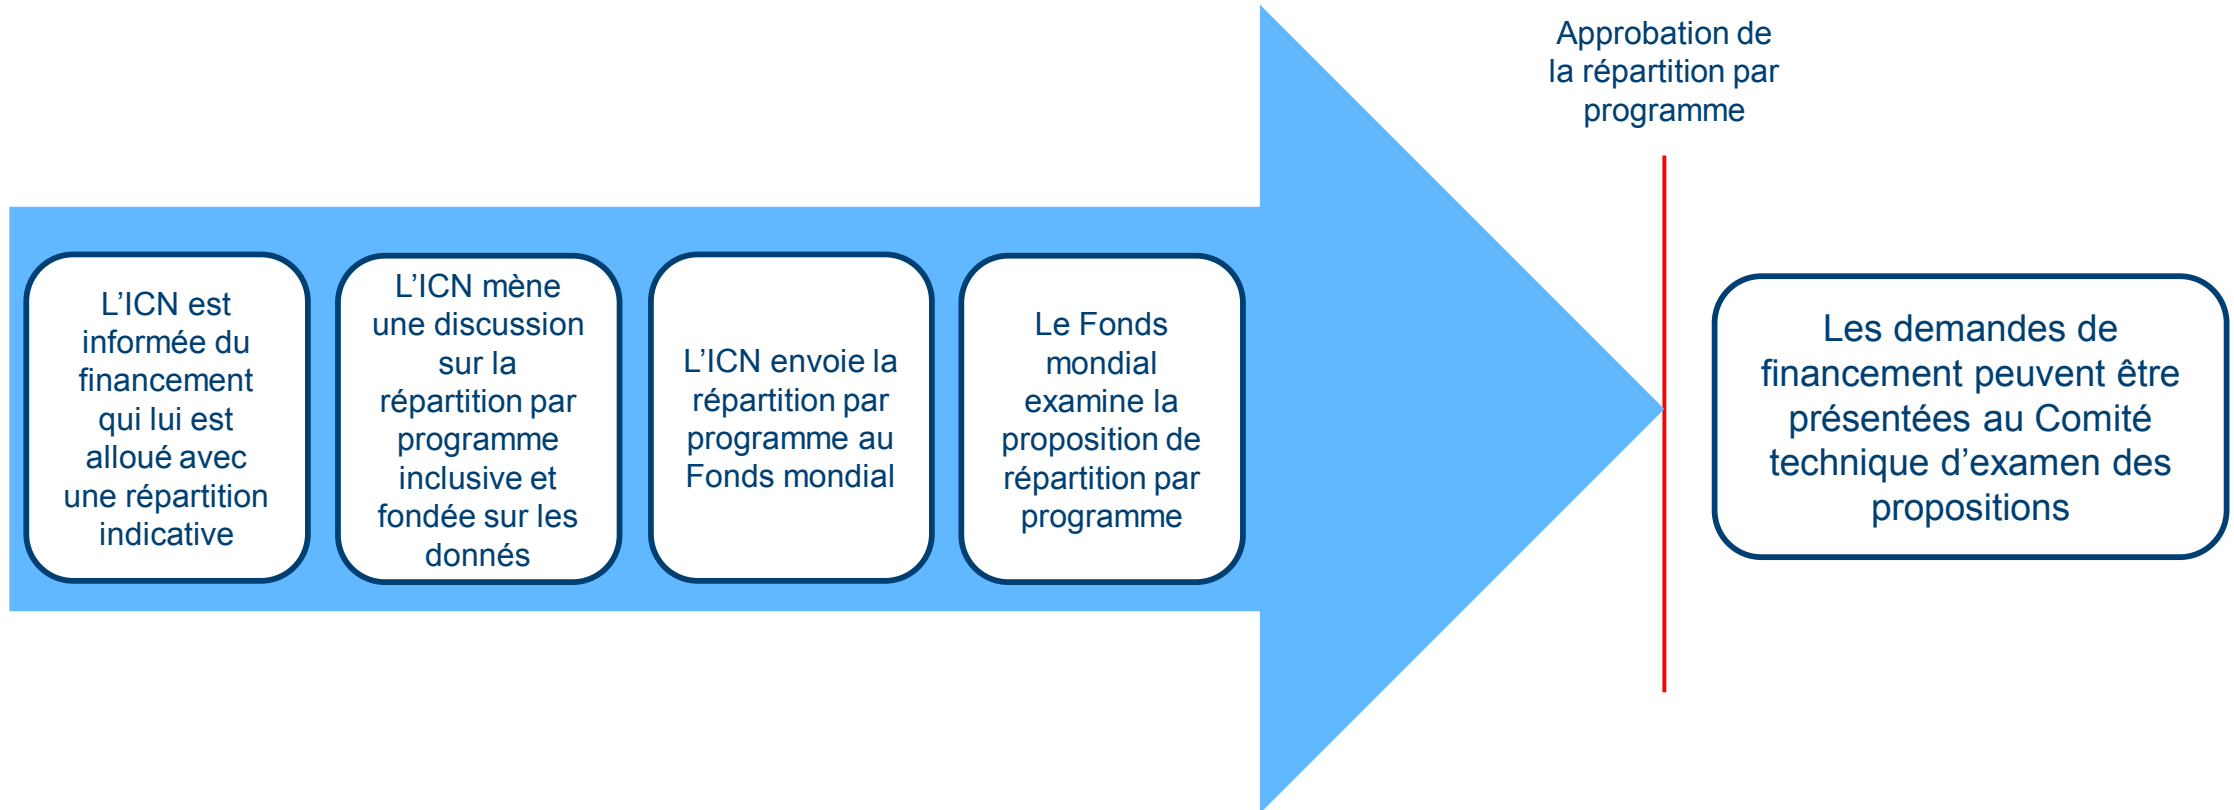 L’ICN est
informée du
financement
qui lui est
alloué avec
une répartition
indicative
L’ICN mène
une discussion
sur la
répartition par
programme
inclusive et
fondée sur les
donnés
L’ICN envoie la
répartition par
programme au
Fonds mondial
Le Fonds
mondial
examine la
proposition de
répartition par
programme
Approbation de
la répartition par
programme
Les demandes de
financement peuvent être
présentées au Comité
technique d’examen des
propositions